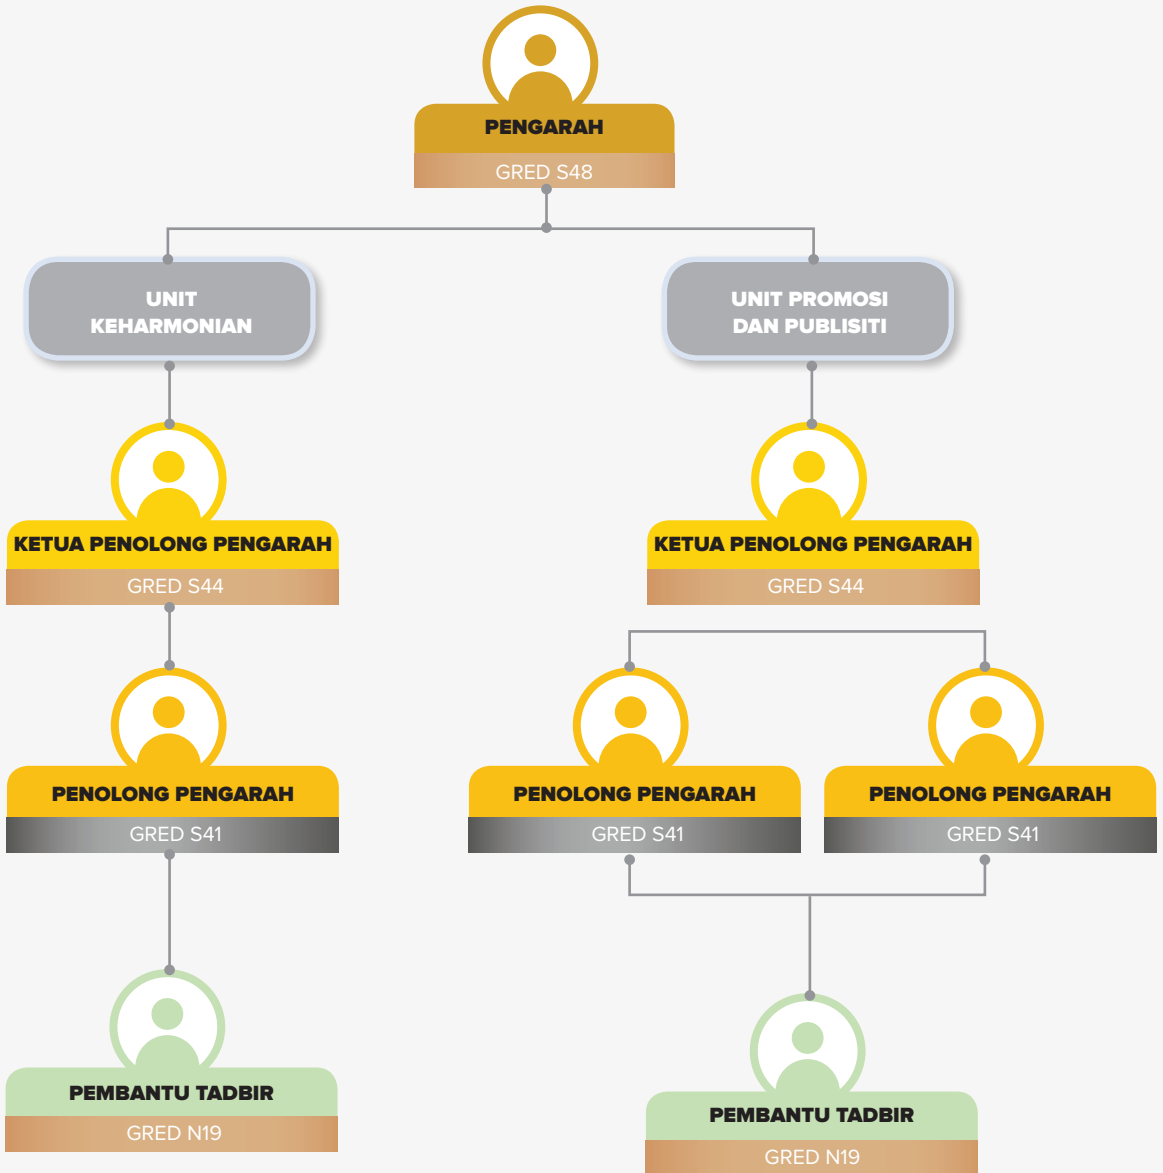 PENGARAH
GRED S48
UNIT
KEHARMONIAN
UNIT PROMOSI
DAN PUBLISITI
KETUA PENOLONG PENGARAH
GRED S44
KETUA PENOLONG PENGARAH
GRED S44
PENOLONG PENGARAH
GRED S41
PENOLONG PENGARAH
GRED S41
PENOLONG PENGARAH
GRED S41
PEMBANTU TADBIR
GRED N19
PEMBANTU TADBIR
GRED N19